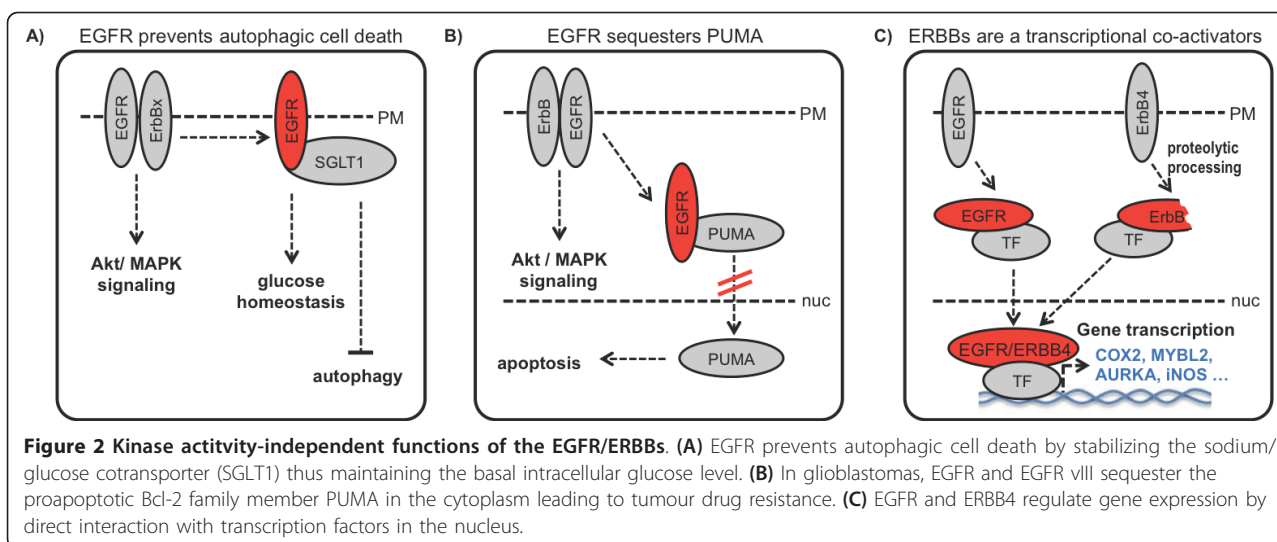 A) EGFR prevents autophagic cell death
EGFR
ErbBx
EGFR
SGLT1
PM
Akt/ MAPK
signaling
glucose
homeostasis
autophagy
B) EGFR sequesters PUMA
ErbB
EGFR
PM
EGFR
PUMA
Akt / MAPK
signaling
nuc
apoptosis
PUMA
C) ERBBs are a transcriptional co-activators
EGFR
ErbB4
PM
proteolytic
processing
EGFR
TF
ErbB
TF
nuc
Gene transcription
EGFR/ERBB4
TF
COX2, MYBL2,
AURKA, iNOS ...
Figure 2 Kinase actitvity-independent functions of the EGFR/ERBBs. (A) EGFR prevents autophagic cell death by stabilizing the sodium/
glucose cotransporter (SGLT1) thus maintaining the basal intracellular glucose level. (B) In glioblastomas, EGFR and EGFR vIII sequester the
proapoptotic Bcl-2 family member PUMA in the cytoplasm leading to tumour drug resistance. (C) EGFR and ERBB4 regulate gene expression by
direct interaction with transcription factors in the nucleus.